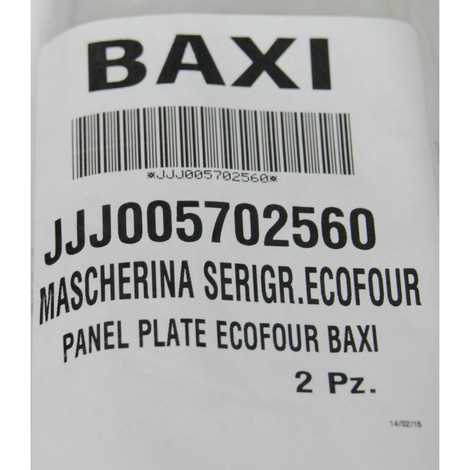 BAXI
*JJJ005702560*
JJJ005702560
MASCHERINA SERIGR.ECOFOUR
PANEL PLATE ECOFOUR BAXI
2 Pz.
14/02/15